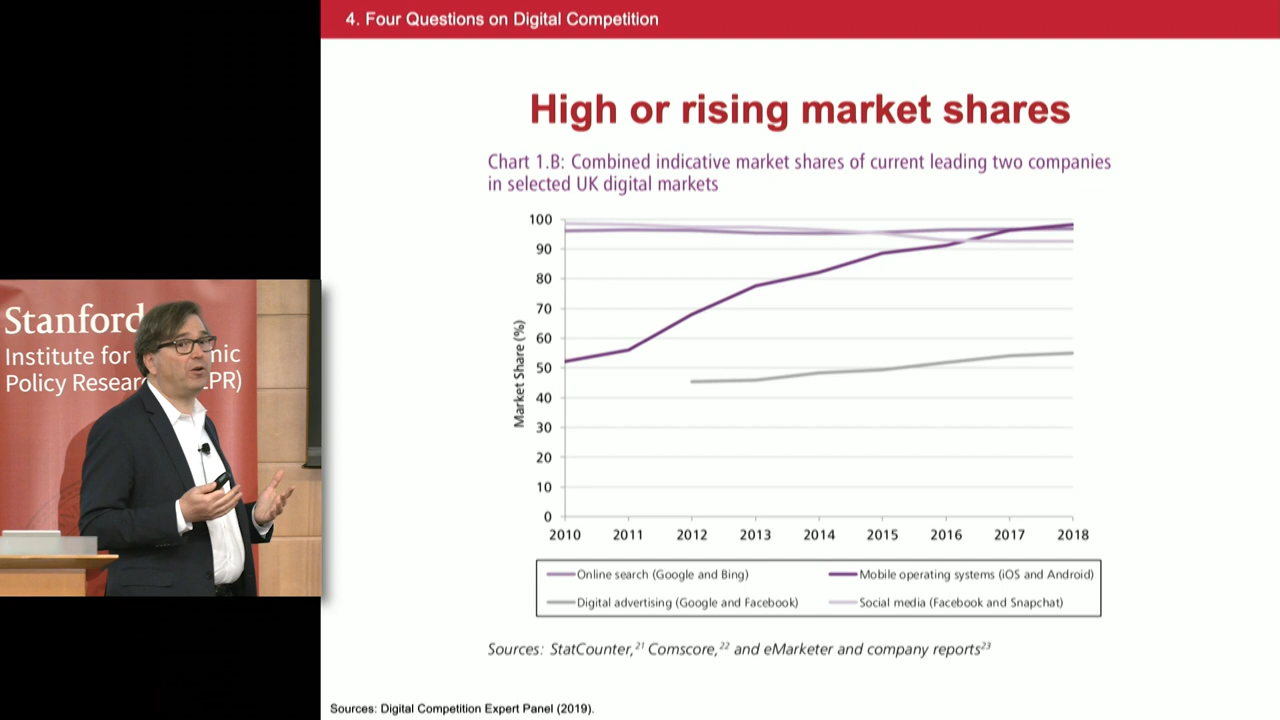 4. Four Questions on Digital Competition
High or rising market shares
Chart 1.B: Combined indicative market shares of current leading two companies
in selected UK digital markets
Market Share (%)
100
90
80
70
60
50
40
30
20
10
0
2010 2011 2012 2013 2014 2015 2016 2017 2018
Online search (Google and Bing)
Mobile operating systems (iOS and Android)
Digital advertising (Google and Facebook)
Social media (Facebook and Snapchat)
Sources: StatCounter,21 Comscore,22 and eMarketer and company reports23
Sources: Digital Competition Expert Panel (2019).
Stanford
Institute for nic
Policy Resear PR)